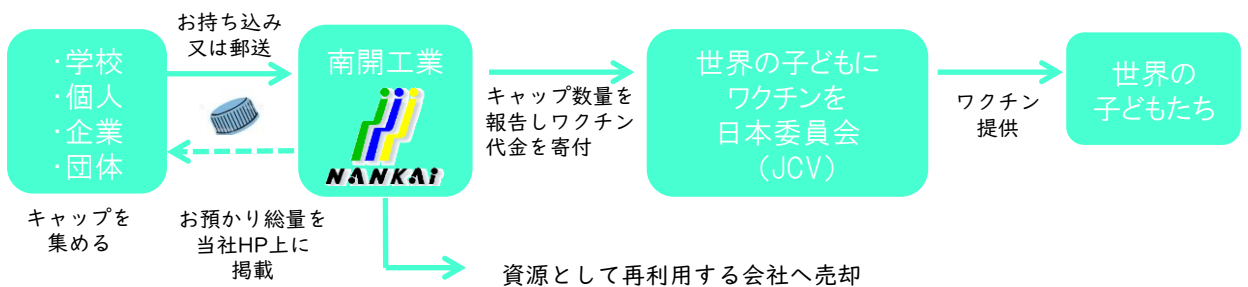 ・学校
・個人
・企業
・団体
キャップを
集める
お持ち込み
又は郵送
お預かり総量を
当社HP上に
掲載
南開工業
NANKAi
キャップ数量を
報告しワクチン
代金を寄付
世界の子どもに
ワクチンを
日本委員会
（JCV）
ワクチン
提供
世界の
子どもたち
資源として再利用する会社へ売却